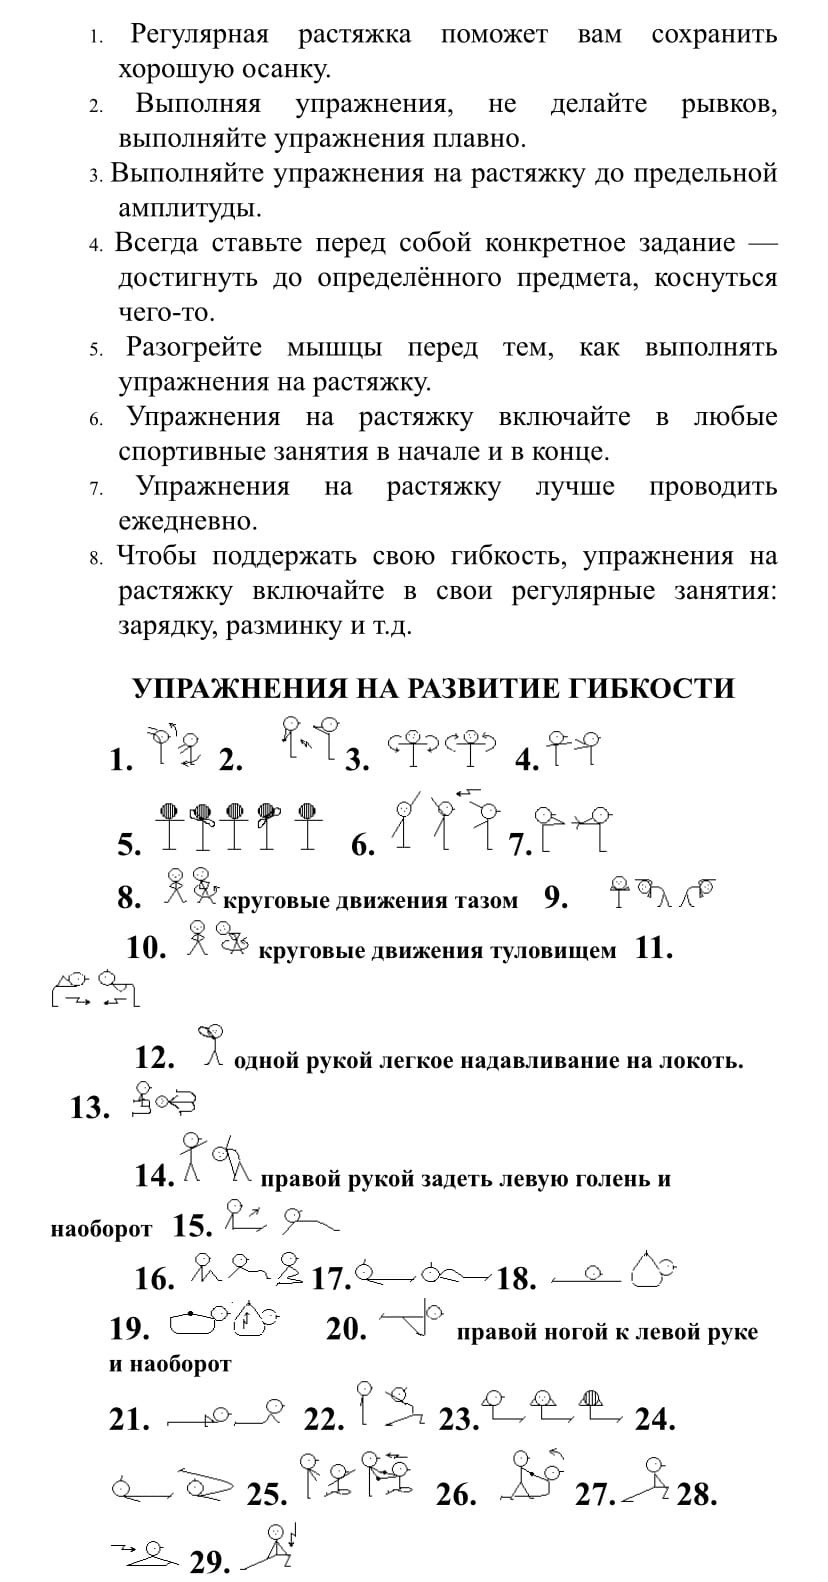 1. Регулярная растяжка поможет вам сохранить
хорошую осанку.
2. Выполняя упражнения, не делайте рывков,
выполняйте упражнения плавно.
3. Выполняйте упражнения на растяжку до предельной
амплитуды.
4. Всегда ставьте перед собой конкретное задание —
достигнуть до определённого предмета, коснуться
чего-то.
5. Разогрейте мышцы перед тем, как выполнять
упражнения на растяжку.
6. Упражнения на растяжку включайте в любые
спортивные занятия в начале и в конце.
7. Упражнения на растяжку лучше проводить
ежедневно.
8. Чтобы поддержать свою гибкость, упражнения на
растяжку включайте в свои регулярные занятия:
зарядку, разминку и т.д.
УПРАЖНЕНИЯ НА РАЗВИТИЕ ГИБКОСТИ
1. 2. 3. 4.
5. 6. 7.
8. круговые движения тазом 9.
10. круговые движения туловищем 11.
12. одной рукой легкое надавливание на локоть.
13.
14. правой рукой задеть левую голень и
наоборот 15.
16. 17. 18.
19. 20. правой ногой к левой руке
и наоборот
21. 22. 23. 24.
25. 26. 27. 28.
29.